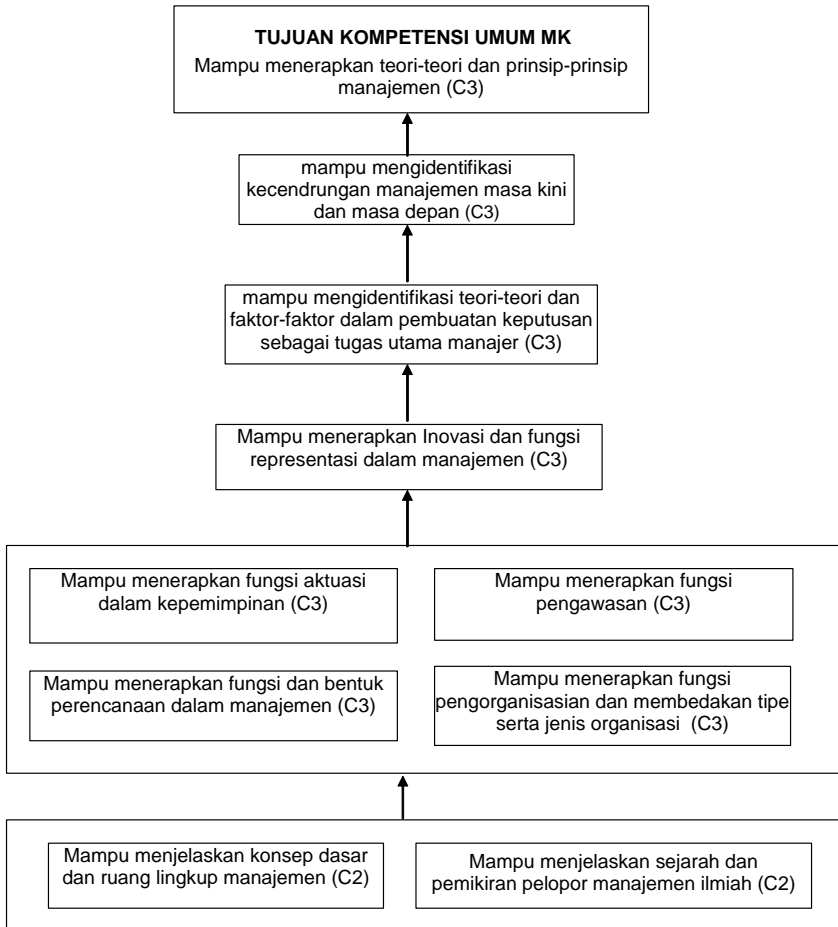 TUJUAN KOMPETENSI UMUM MK
Mampu menerapkan teori-teori dan prinsip-prinsip
manajemen (C3)
mampu mengidentifikasi
kecendrungan manajemen masa kini
dan masa depan (C3)
mampu mengidentifikasi teori-teori dan
faktor-faktor dalam pembuatan keputusan
sebagai tugas utama manajer (C3)
Mampu menerapkan Inovasi dan fungsi
representasi dalam manajemen (C3)
Mampu menerapkan fungsi aktuasi
dalam kepemimpinan (C3)
Mampu menerapkan fungsi
pengawasan (C3)
Mampu menerapkan fungsi dan bentuk
perencanaan dalam manajemen (C3)
Mampu menerapkan fungsi
pengorganisasian dan membedakan tipe
serta jenis organisasi (C3)
Mampu menjelaskan konsep dasar
dan ruang lingkup manajemen (C2)
Mampu menjelaskan sejarah dan
pemikiran pelopor manajemen ilmiah (C2)